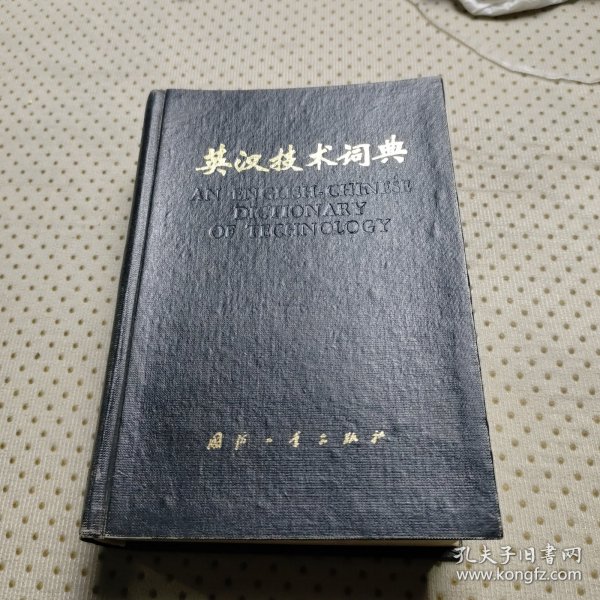 英汉技术词典
AN ENGLISH-CHINESE
DICTIONARY
OF TECHNOLOGY
国防工业出版社
孔夫子旧书网
www.kongfz.com